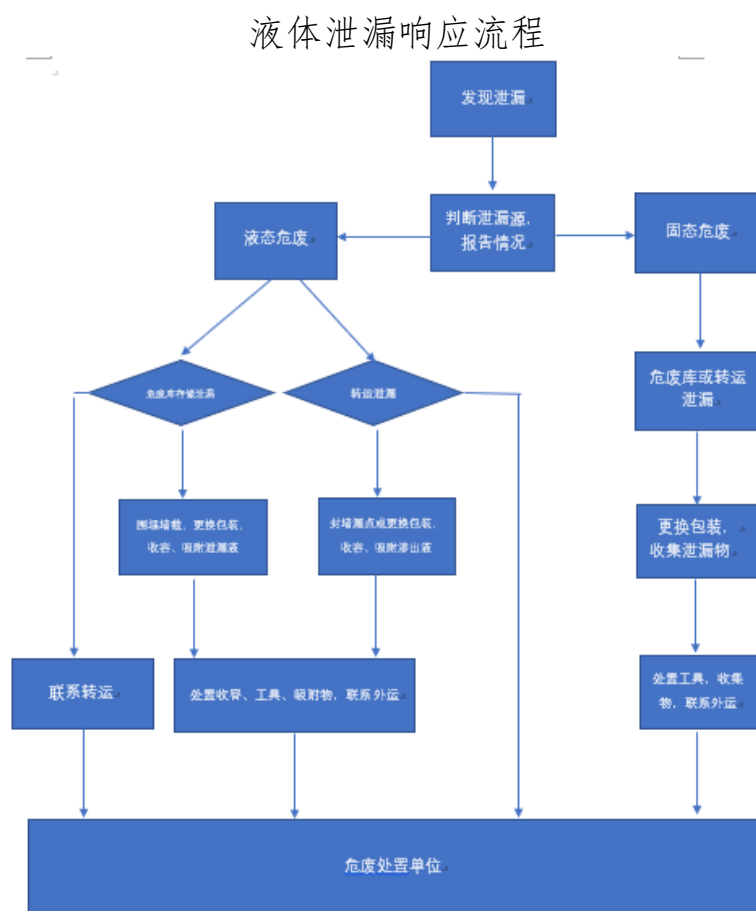 液体泄漏响应流程
发现泄漏
判断泄漏源，
报告情况
液态危废
固态危废
危废库存储泄漏
转运泄漏
危废库或转运
泄漏
围堰堵截，更换包装，
收容、吸附泄漏液
封堵漏点或更换包装，
收容、吸附渗出液
更换包装，
收集泄漏物
联系转运
处置收容、工具、吸附物，联系外运
处置工具，收集
物，联系外运
危废处置单位